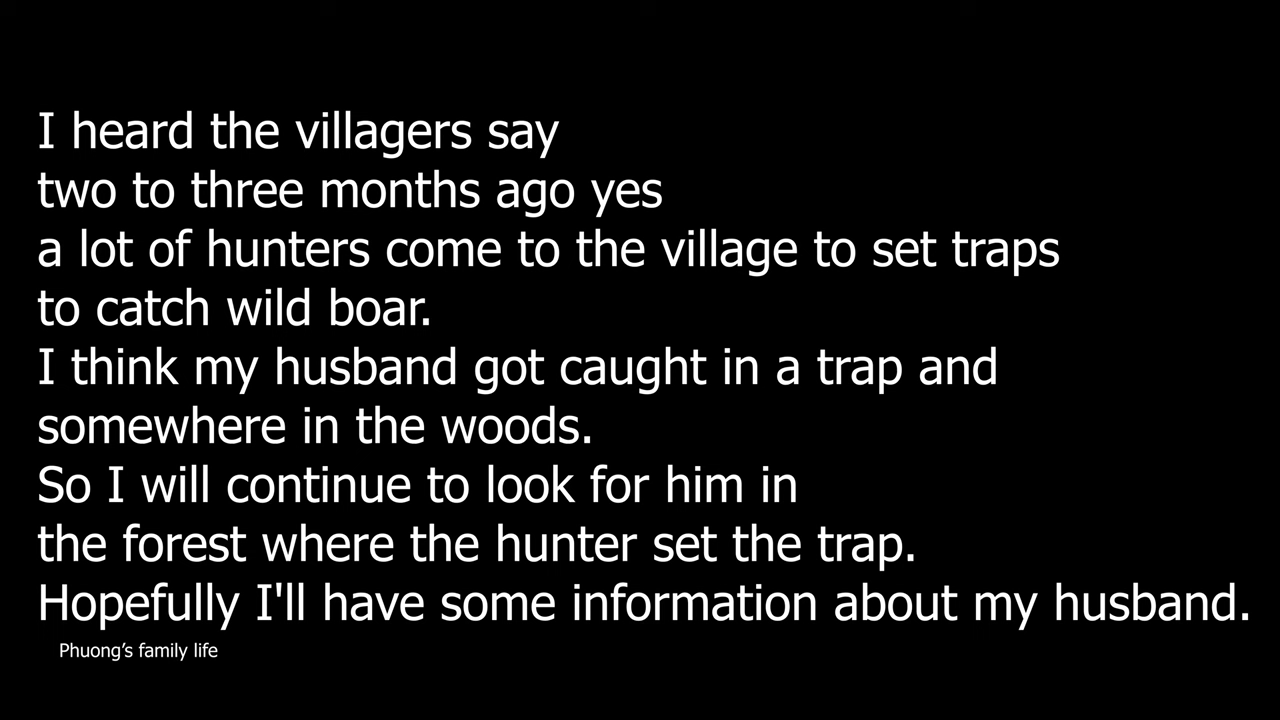 I heard the villagers say
two to three months ago yes
a lot of hunters come to the village to set traps
to catch wild boar.
I think my husband got caught in a trap and
somewhere in the woods.
So I will continue to look for him in
the forest where the hunter set the trap.
Hopefully I'll have some information about my husband.
Phuong’s family life